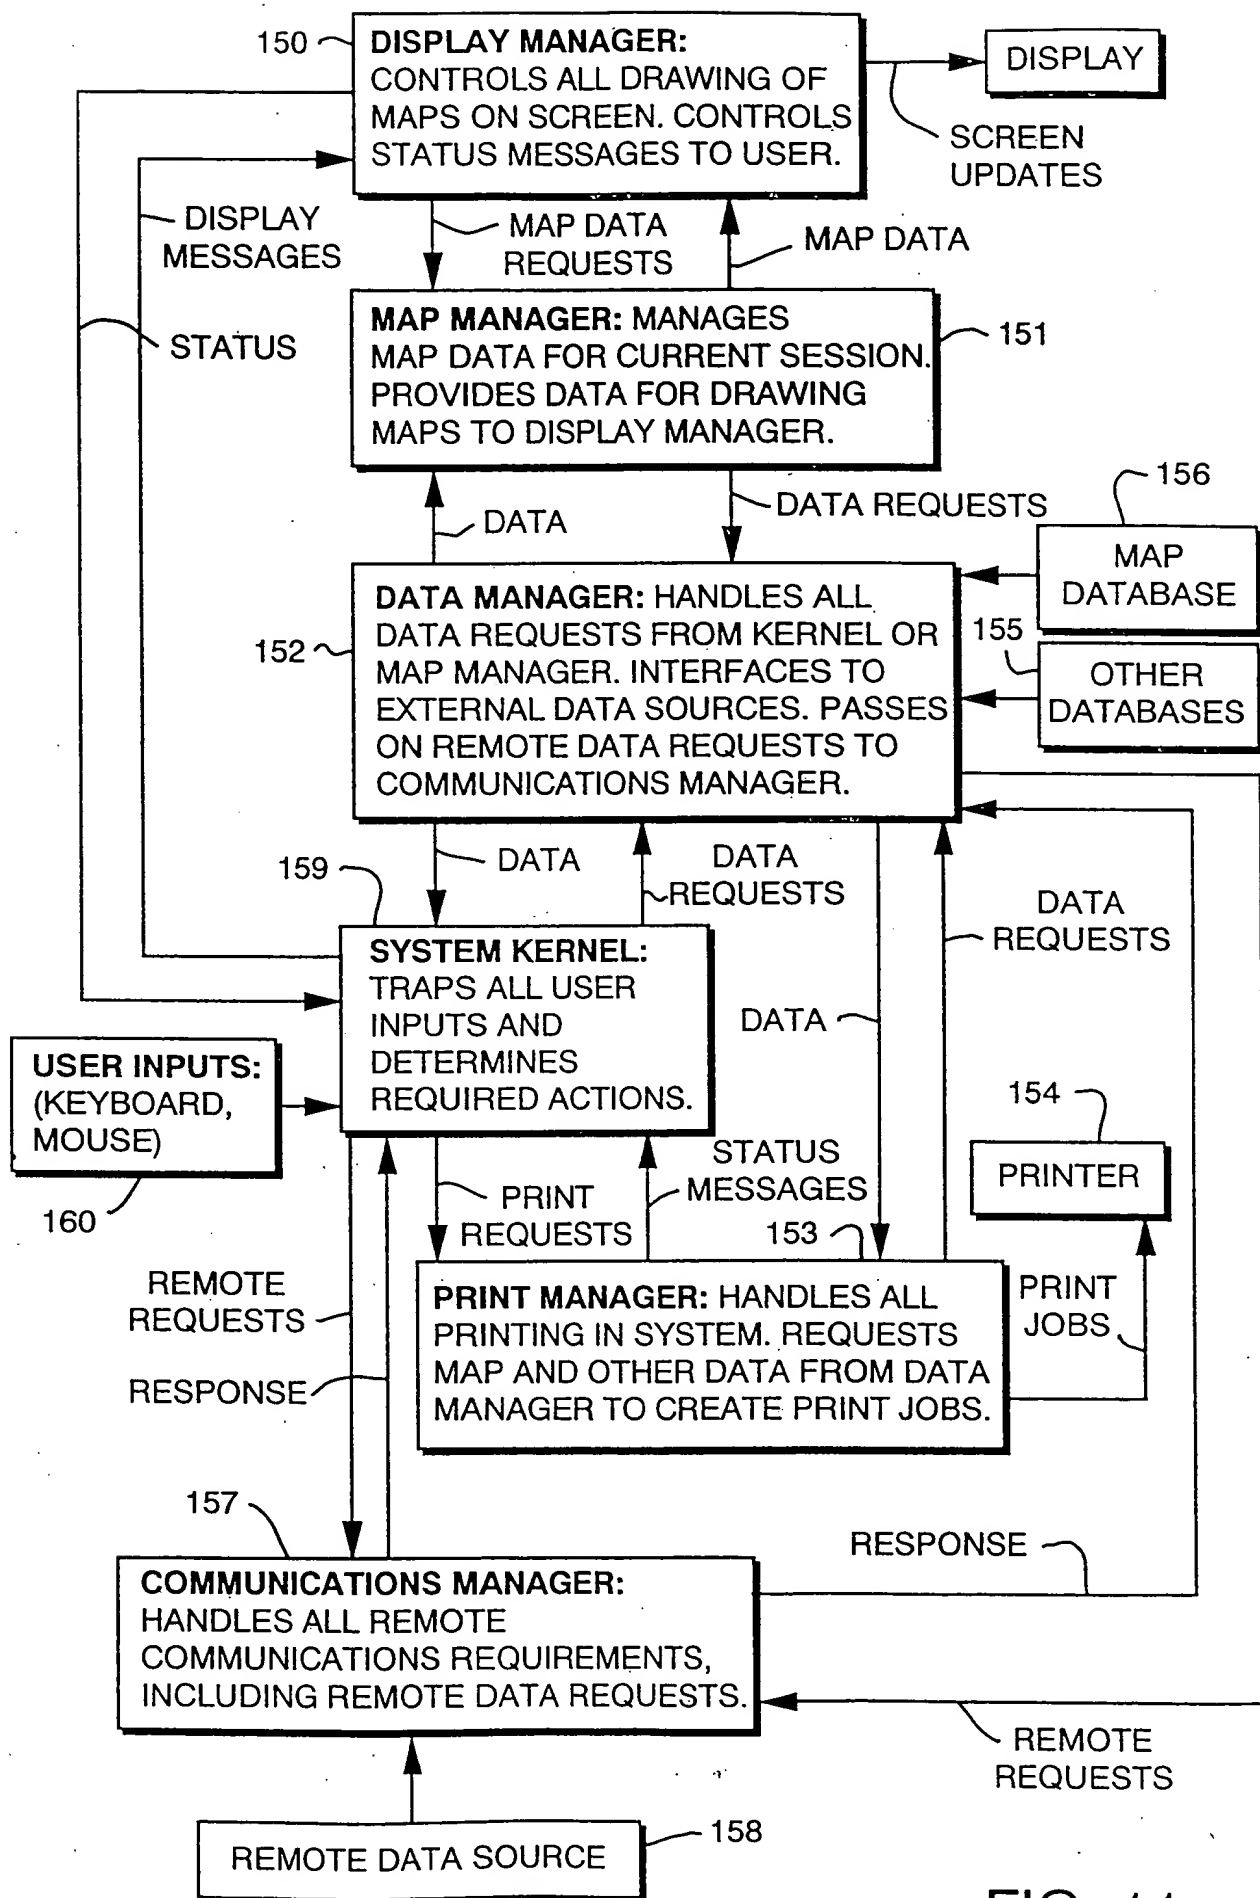 150
DISPLAY MANAGER:
CONTROLS ALL DRAWING OF
MAPS ON SCREEN. CONTROLS
STATUS MESSAGES TO USER.
DISPLAY
SCREEN
UPDATES
DISPLAY
MESSAGES
MAP DATA
REQUESTS
MAP DATA
STATUS
MAP MANAGER: MANAGES
MAP DATA FOR CURRENT SESSION.
PROVIDES DATA FOR DRAWING
MAPS TO DISPLAY MANAGER.
151
DATA
DATA REQUESTS
156
MAP
DATABASE
152
DATA MANAGER: HANDLES ALL
DATA REQUESTS FROM KERNEL OR
MAP MANAGER. INTERFACES TO
EXTERNAL DATA SOURCES. PASSES
ON REMOTE DATA REQUESTS TO
COMMUNICATIONS MANAGER.
155
OTHER
DATABASES
159
DATA
DATA
REQUESTS
DATA
REQUESTS
SYSTEM KERNEL:
TRAPS ALL USER
INPUTS AND
DETERMINES
REQUIRED ACTIONS.
DATA
USER INPUTS:
(KEYBOARD,
MOUSE)
160
154
PRINTER
PRINT
REQUESTS
STATUS
MESSAGES
153
REMOTE
REQUESTS
RESPONSE
PRINT MANAGER: HANDLES ALL
PRINTING IN SYSTEM. REQUESTS
MAP AND OTHER DATA FROM DATA
MANAGER TO CREATE PRINT JOBS.
PRINT
JOBS
157
RESPONSE
COMMUNICATIONS MANAGER:
HANDLES ALL REMOTE
COMMUNICATIONS REQUIREMENTS,
INCLUDING REMOTE DATA REQUESTS.
REMOTE
REQUESTS
REMOTE DATA SOURCE
158